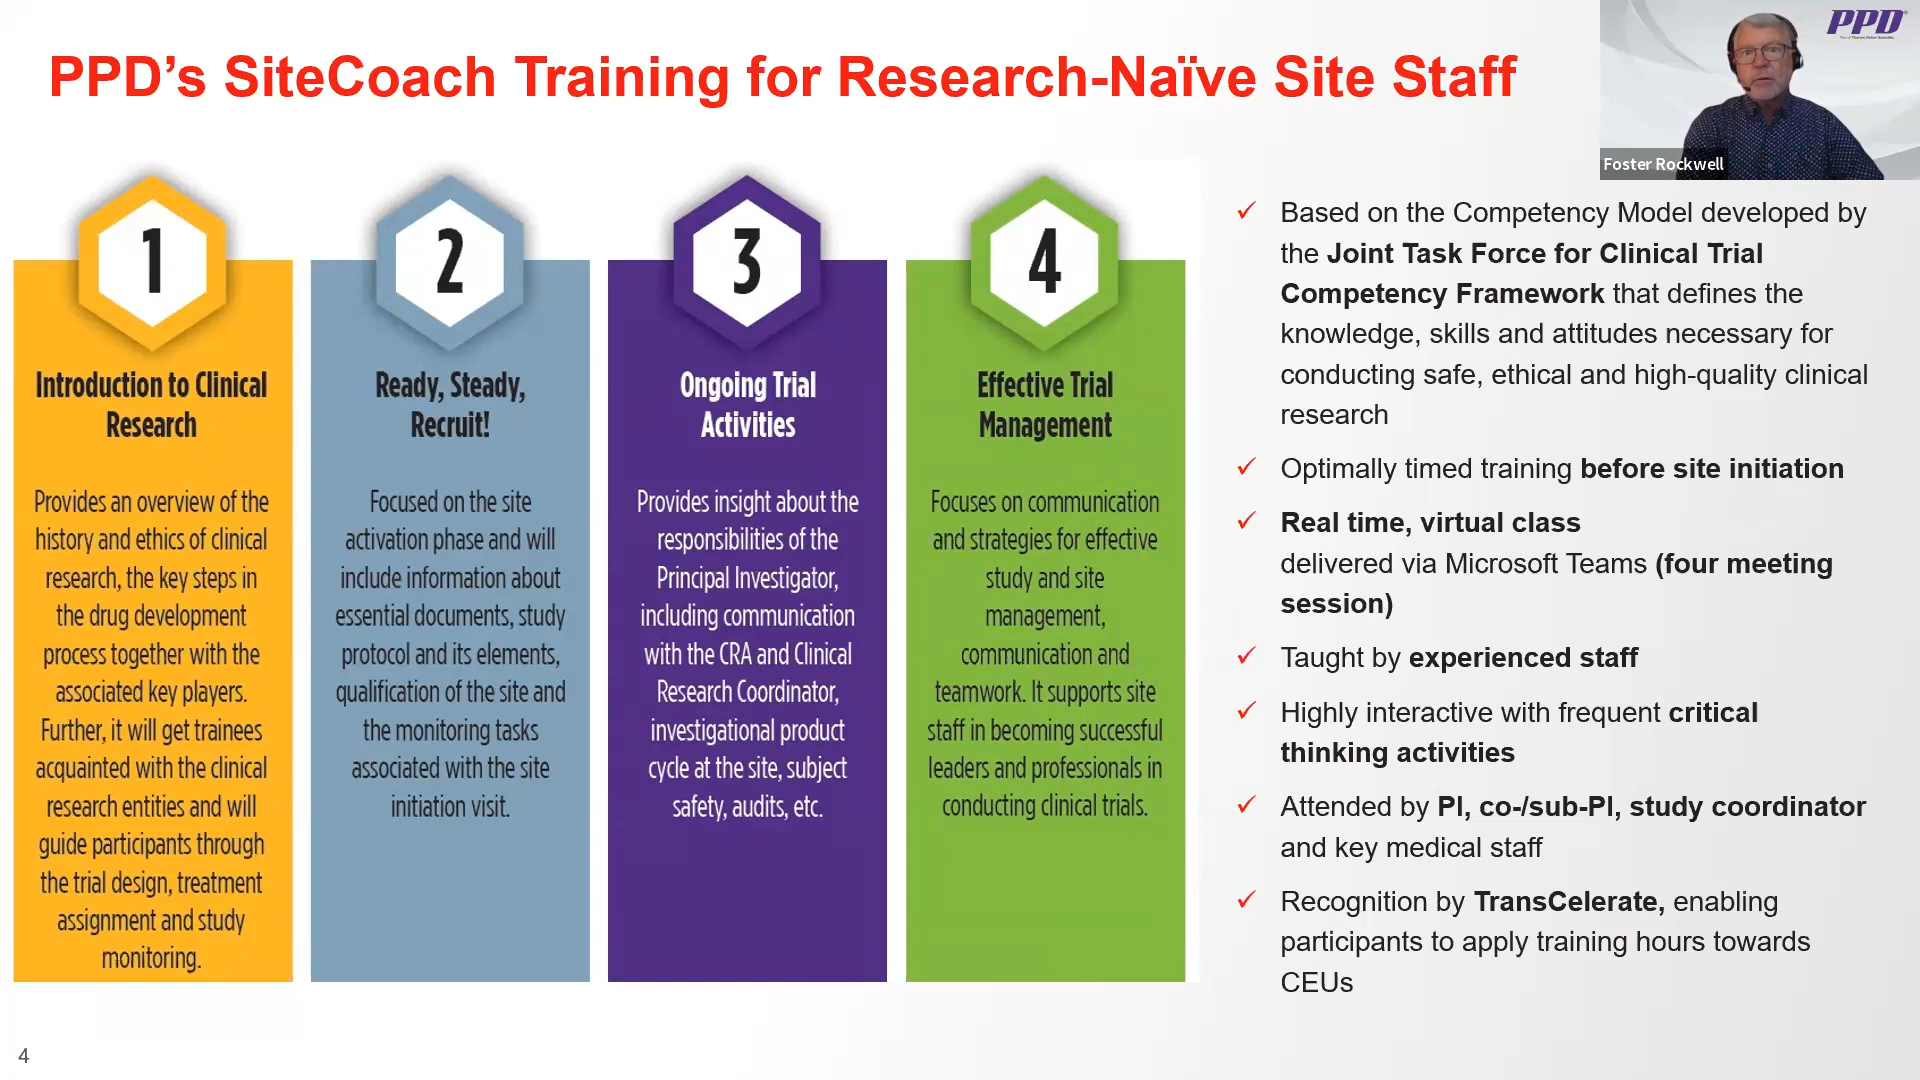 PPD’s SiteCoach Training for Research-Naïve Site Staff
PPD
Foster Rockwell
1
Introduction to Clinical
Research
Provides an overview of the
history and ethics of clinical
research, the key steps in
the drug development
process together with the
associated key players.
Further, it will get trainees
acquainted with the clinical
research entities and will
guide participants through
the trial design, treatment
assignment and study
monitoring.
2
Ready, Steady,
Recruit!
Focused on the site
activation phase and will
include information about
essential documents, study
protocol and its elements,
qualification of the site and
the monitoring tasks
associated with the site
initiation visit.
3
Ongoing Trial
Activities
Provides insight about the
responsibilities of the
Principal Investigator,
including communication
with the CRA and Clinical
Research Coordinator,
investigational product
cycle at the site, subject
safety, audits, etc.
4
Effective Trial
Management
Focuses on communication
and strategies for effective
study and site
management,
communication and
teamwork. It supports site
staff in becoming successful
leaders and professionals in
conducting clinical trials.
✓ Based on the Competency Model developed by
the Joint Task Force for Clinical Trial
Competency Framework that defines the
knowledge, skills and attitudes necessary for
conducting safe, ethical and high-quality clinical
research
✓ Optimally timed training before site initiation
✓ Real time, virtual class
delivered via Microsoft Teams (four meeting
session)
✓ Taught by experienced staff
✓ Highly interactive with frequent critical
thinking activities
✓ Attended by PI, co-/sub-PI, study coordinator
and key medical staff
✓ Recognition by TransCelerate, enabling
participants to apply training hours towards
CEUs
4